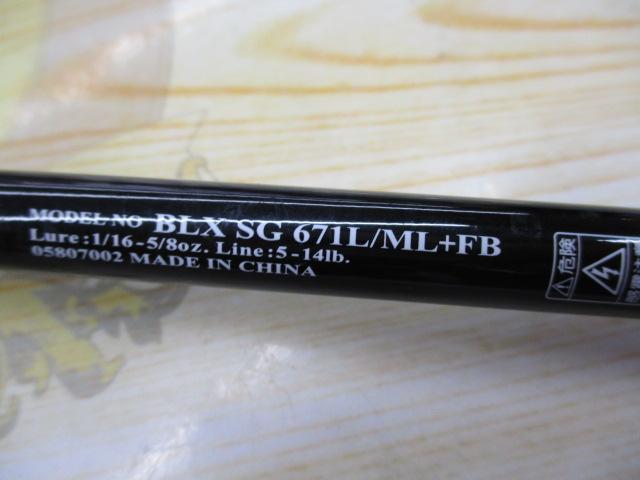 MODEL NO BLX SG 671L/ML+FB
Lure:1/16-5/8oz. Line:5-14lb.
05807002 MADE IN CHINA
危険